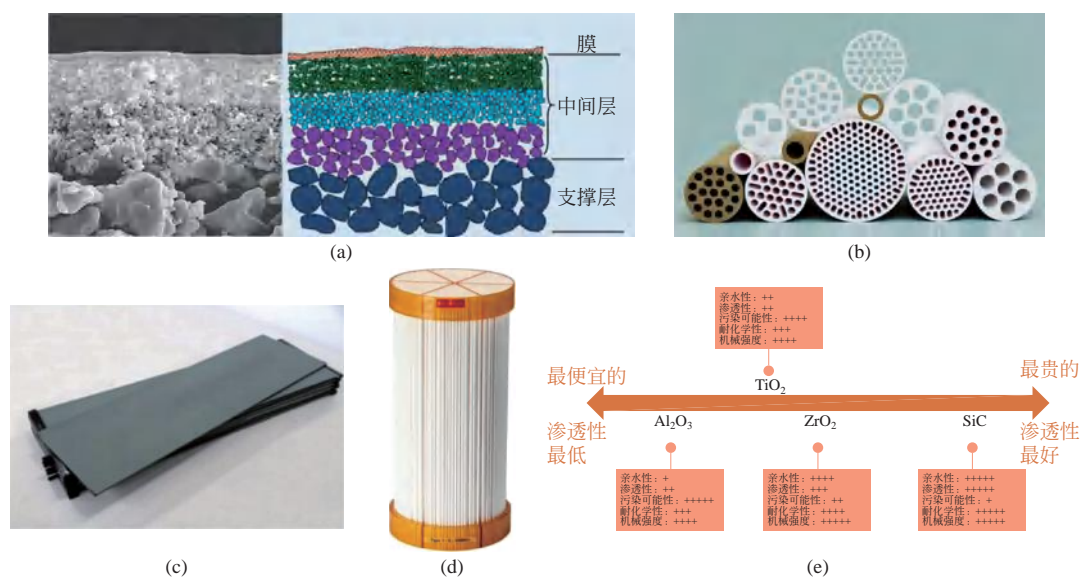 膜
中间层
支撑层
(a)
(b)
(c)
(d)
亲水性：++
渗透性：++
污染可能性：++++
耐化学性：+++
机械强度：++++
最便宜的
最贵的
TiO₂
Al₂O₃
ZrO₂
SiC
渗透性
最低
渗透性
最好
亲水性：+
渗透性：++
污染可能性：+++++
耐化学性：+++
机械强度：++++
亲水性：++++
渗透性：+++
污染可能性：++
耐化学性：++++
机械强度：+++++
亲水性：+++++
渗透性：+++++
污染可能性：+
耐化学性：+++++
机械强度：+++++
(e)